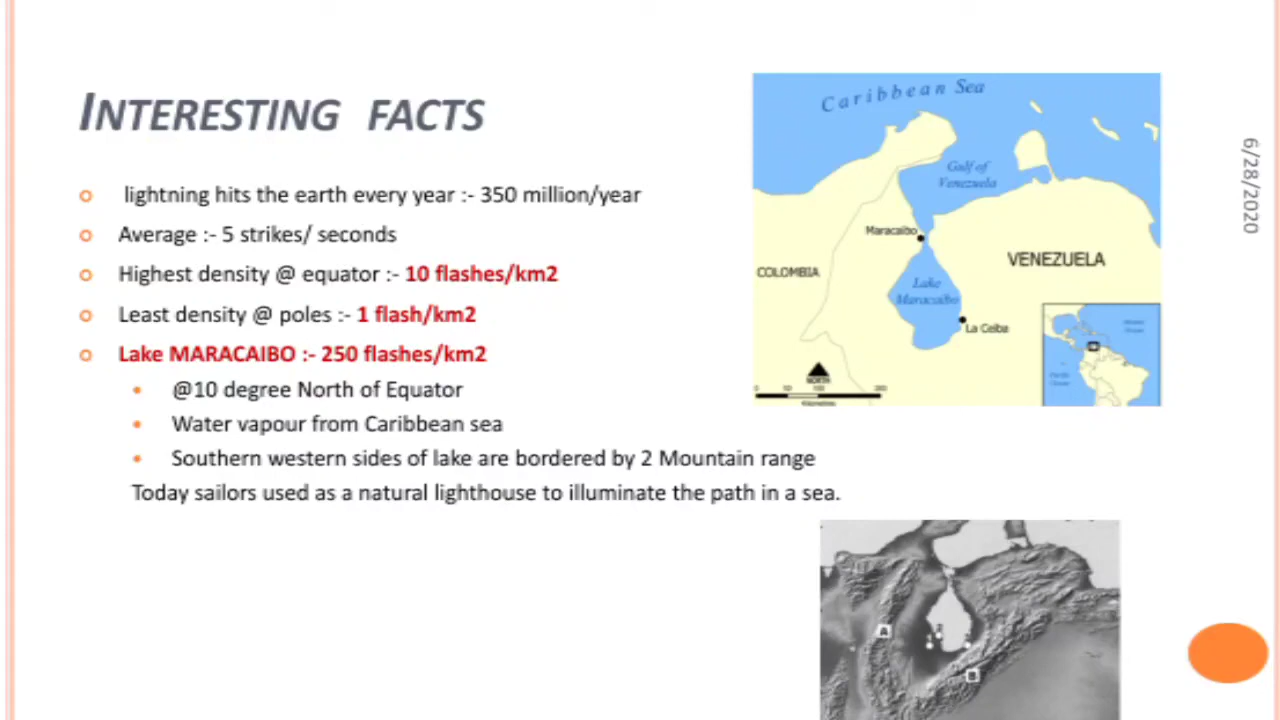 INTERESTING FACTS
lightning hits the earth every year :- 350 million/year
Average :- 5 strikes/ seconds
Highest density @ equator :- 10 flashes/km2
Least density @ poles :- 1 flash/km2
Lake MARACAIBO :- 250 flashes/km2
@10 degree North of Equator
Water vapour from Caribbean sea
Southern western sides of lake are bordered by 2 Mountain range
Today sailors used as a natural lighthouse to illuminate the path in a sea.
Caribbean Sea
Gulf of
Venezuela
Maracaibo
COLOMBIA
VENEZUELA
Lake
Maracaibo
La Ceiba
NORTH
6/28/2020
A
B